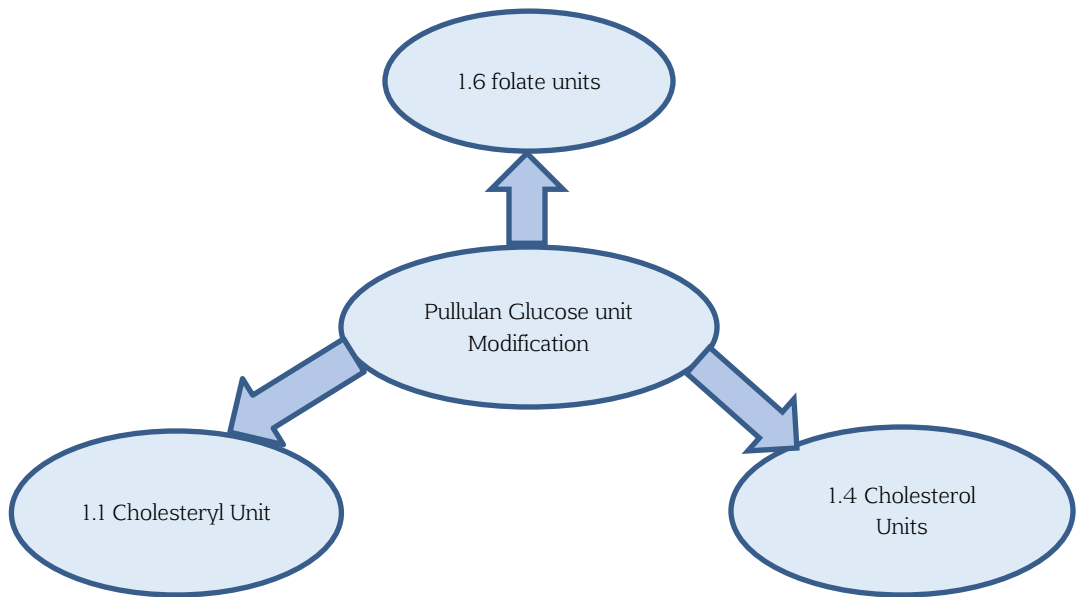 1.6 folate units
Pullulan Glucose unit
Modification
1.1 Cholesteryl Unit
1.4 Cholesterol
Units